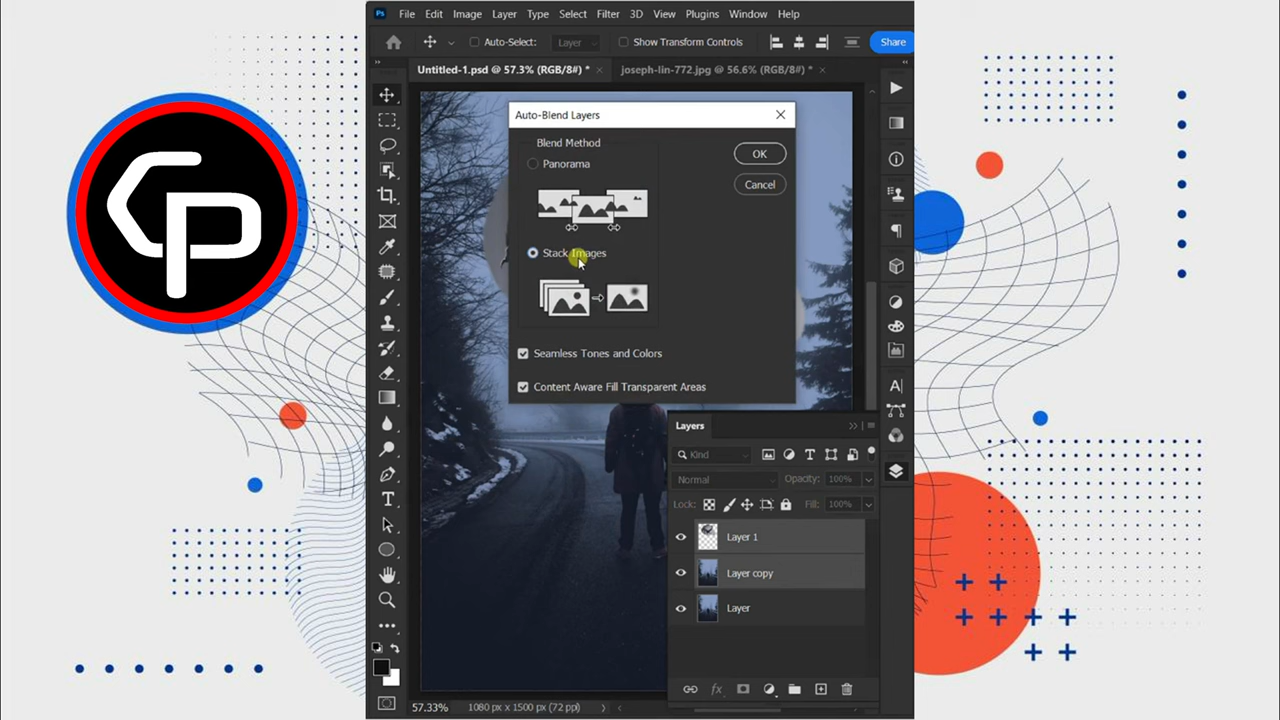 CP
Ps File Edit Image Layer Type Select Filter 3D View Plugins Window Help
Auto-Select: Layer Show Transform Controls Share
Untitled-1.psd @ 57.3% (RGB/8#) * × joseph-lin-772.jpg @ 56.6% (RGB/8#) * ×
Auto-Blend Layers
Blend Method
Panorama
OK
Cancel
Stack Images
Seamless Tones and Colors
Content Aware Fill Transparent Areas
Layers
Kind
Normal Opacity: 100%
Lock: Fill: 100%
Layer 1
Layer copy
Layer
fx
57.33% 1080 px x 1500 px (72 ppi)